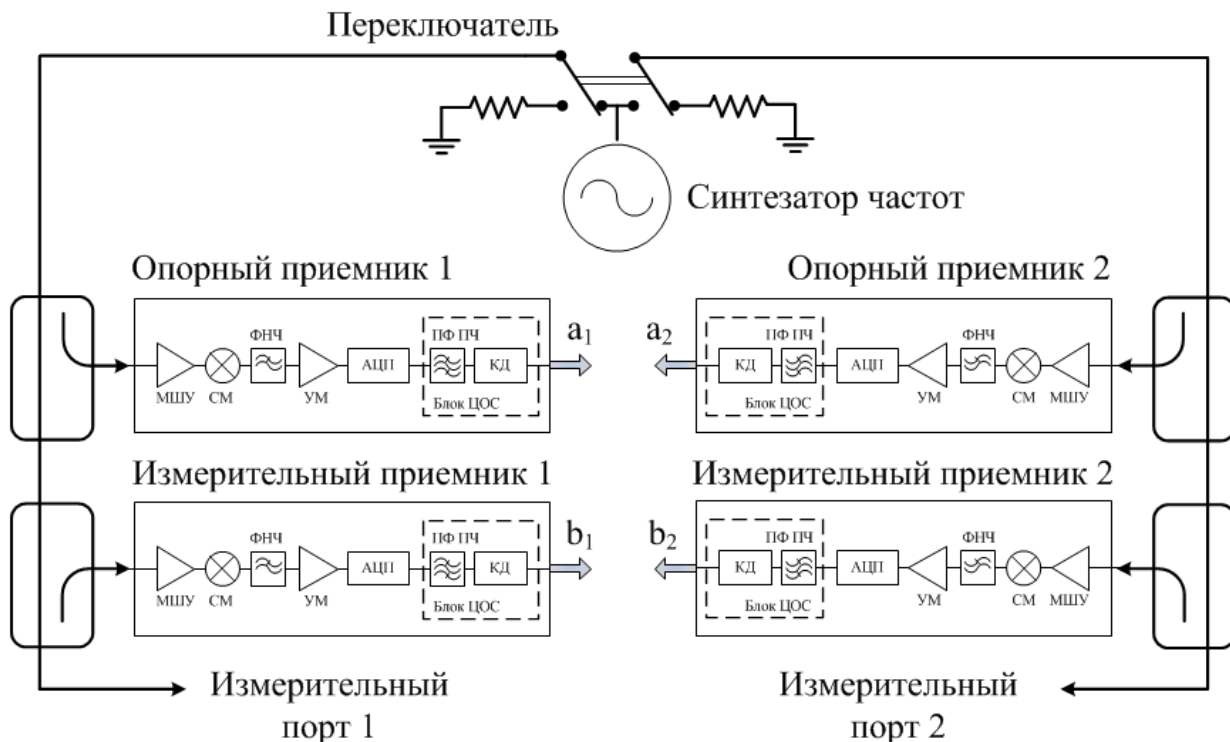 Переключатель
Синтезатор частот
Опорный приемник 1
Опорный приемник 2
МШУ
СМ
ФНЧ
УМ
АЦП
ПФ ПЧ
КД
Блок ЦОС
a1
a2
КД
ПФ ПЧ
Блок ЦОС
АЦП
УМ
ФНЧ
СМ
МШУ
Измерительный приемник 1
Измерительный приемник 2
МШУ
СМ
ФНЧ
УМ
АЦП
ПФ ПЧ
КД
Блок ЦОС
b1
b2
КД
ПФ ПЧ
Блок ЦОС
АЦП
УМ
ФНЧ
СМ
МШУ
Измерительный
порт 1
Измерительный
порт 2